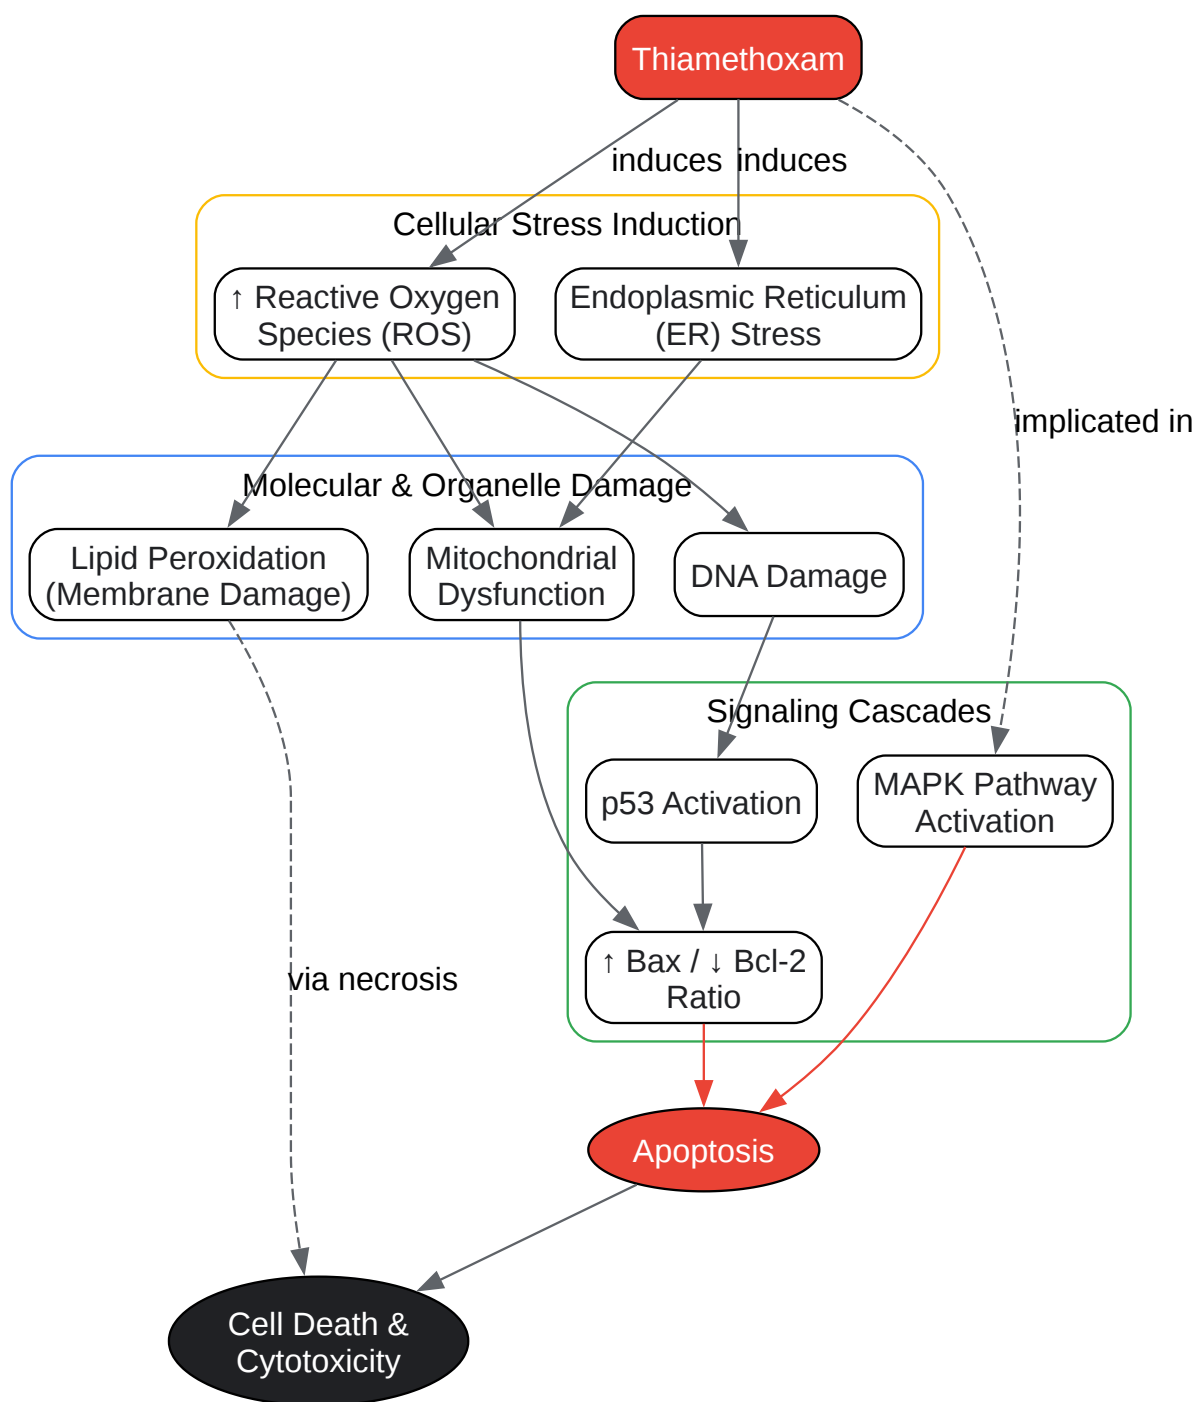 Thiamethoxam
induces induces
Cellular Stress Induction
↑ Reactive Oxygen
Species (ROS)
Endoplasmic Reticulum
(ER) Stress
implicated in
Molecular & Organelle Damage
Lipid Peroxidation
(Membrane Damage)
Mitochondrial
Dysfunction
DNA Damage
Signaling Cascades
p53 Activation
MAPK Pathway
Activation
↑ Bax / ↓ Bcl-2
Ratio
via necrosis
Apoptosis
Cell Death &
Cytotoxicity